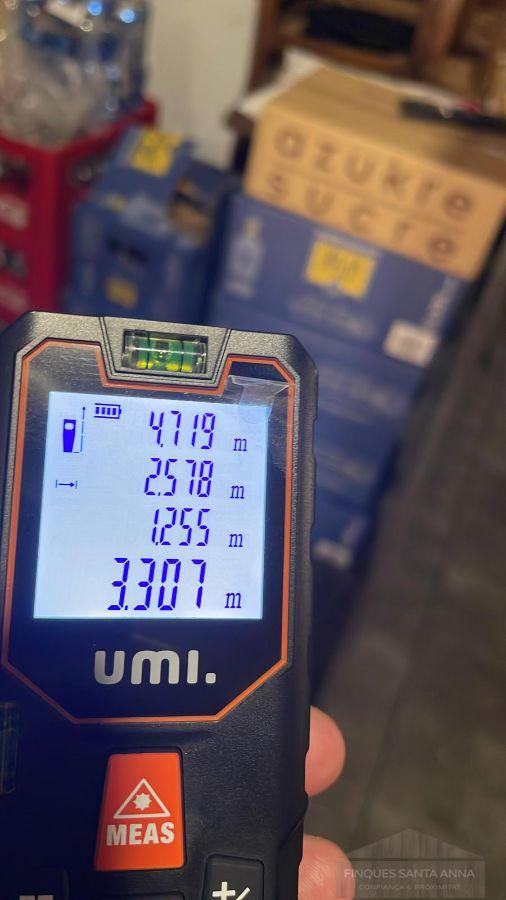 azukre
sucre
4.719 m
2.578 m
1.255 m
3.307 m
umi.
MEAS
+/-
FINQUES SANTA ANNA
CONFIANÇA & PROXIMITAT